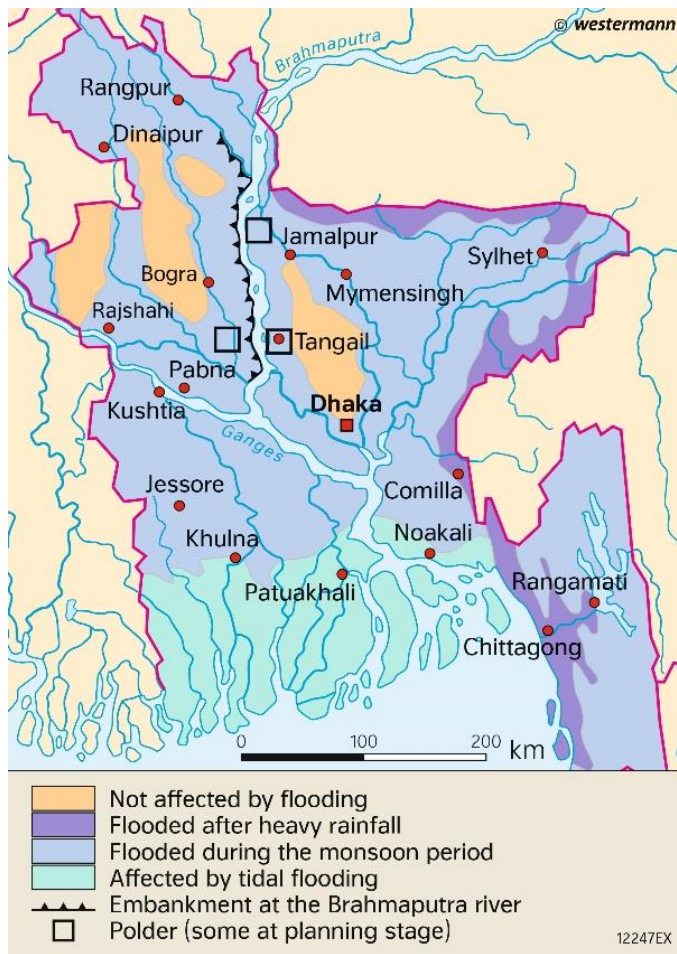 © westermann
Brahmaputra
Rangpur
Dinaipur
Jamalpur
Sylhet
Bogra
Mymensingh
Rajshahi
Tangail
Pabna
Kushtia
Dhaka
Ganges
Jessore
Comilla
Khulna
Noakali
Patuakhali
Rangamati
Chittagong
0 100 200
km
Not affected by flooding
Flooded after heavy rainfall
Flooded during the monsoon period
Affected by tidal flooding
Embankment at the Brahmaputra river
Polder (some at planning stage)
12247EX